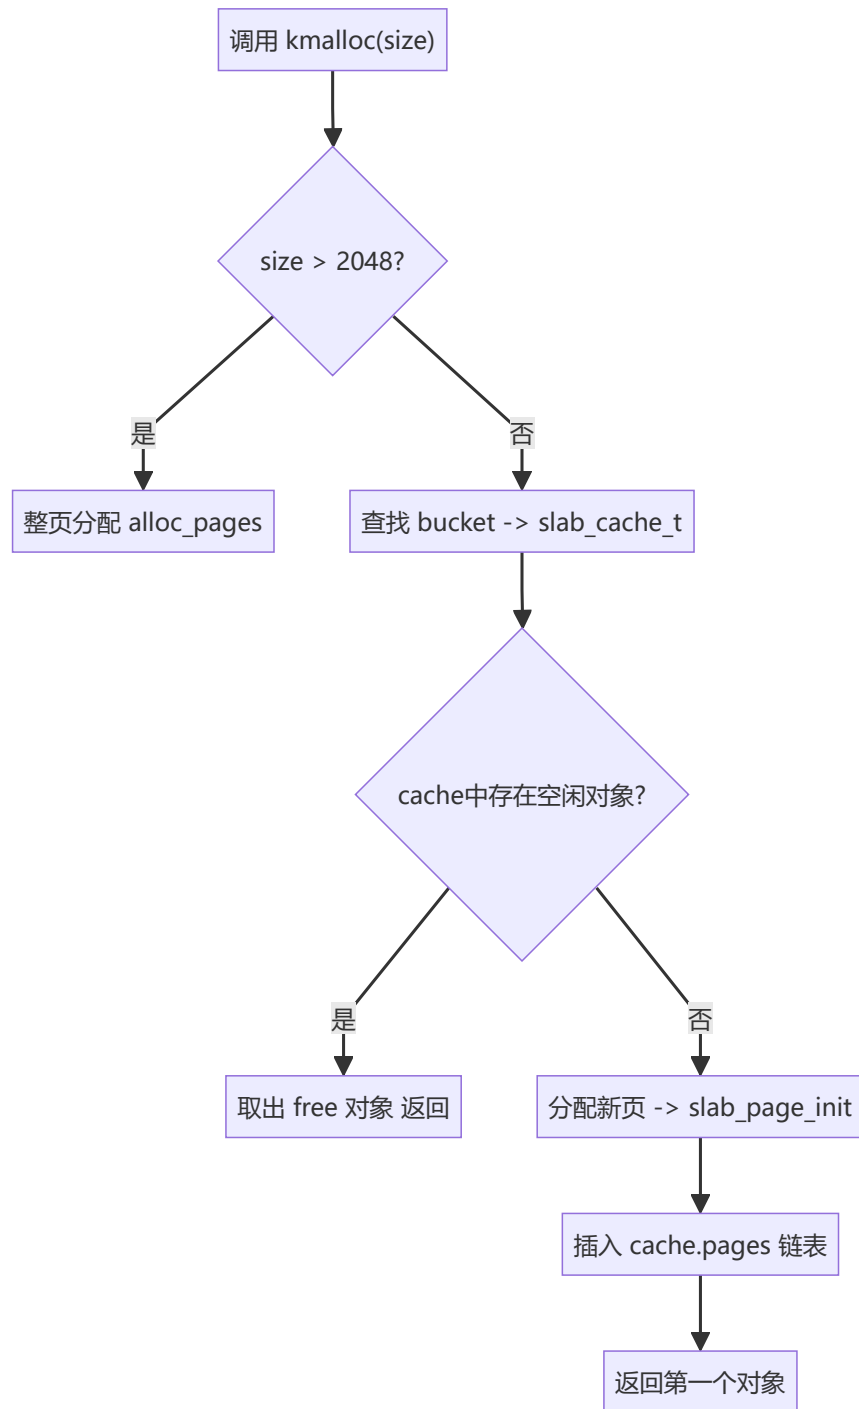 调用 kmalloc(size)
size > 2048?
是
否
整页分配 alloc_pages
查找 bucket -> slab_cache_t
cache中存在空闲对象?
是
否
取出 free 对象 返回
分配新页 -> slab_page_init
插入 cache.pages 链表
返回第一个对象